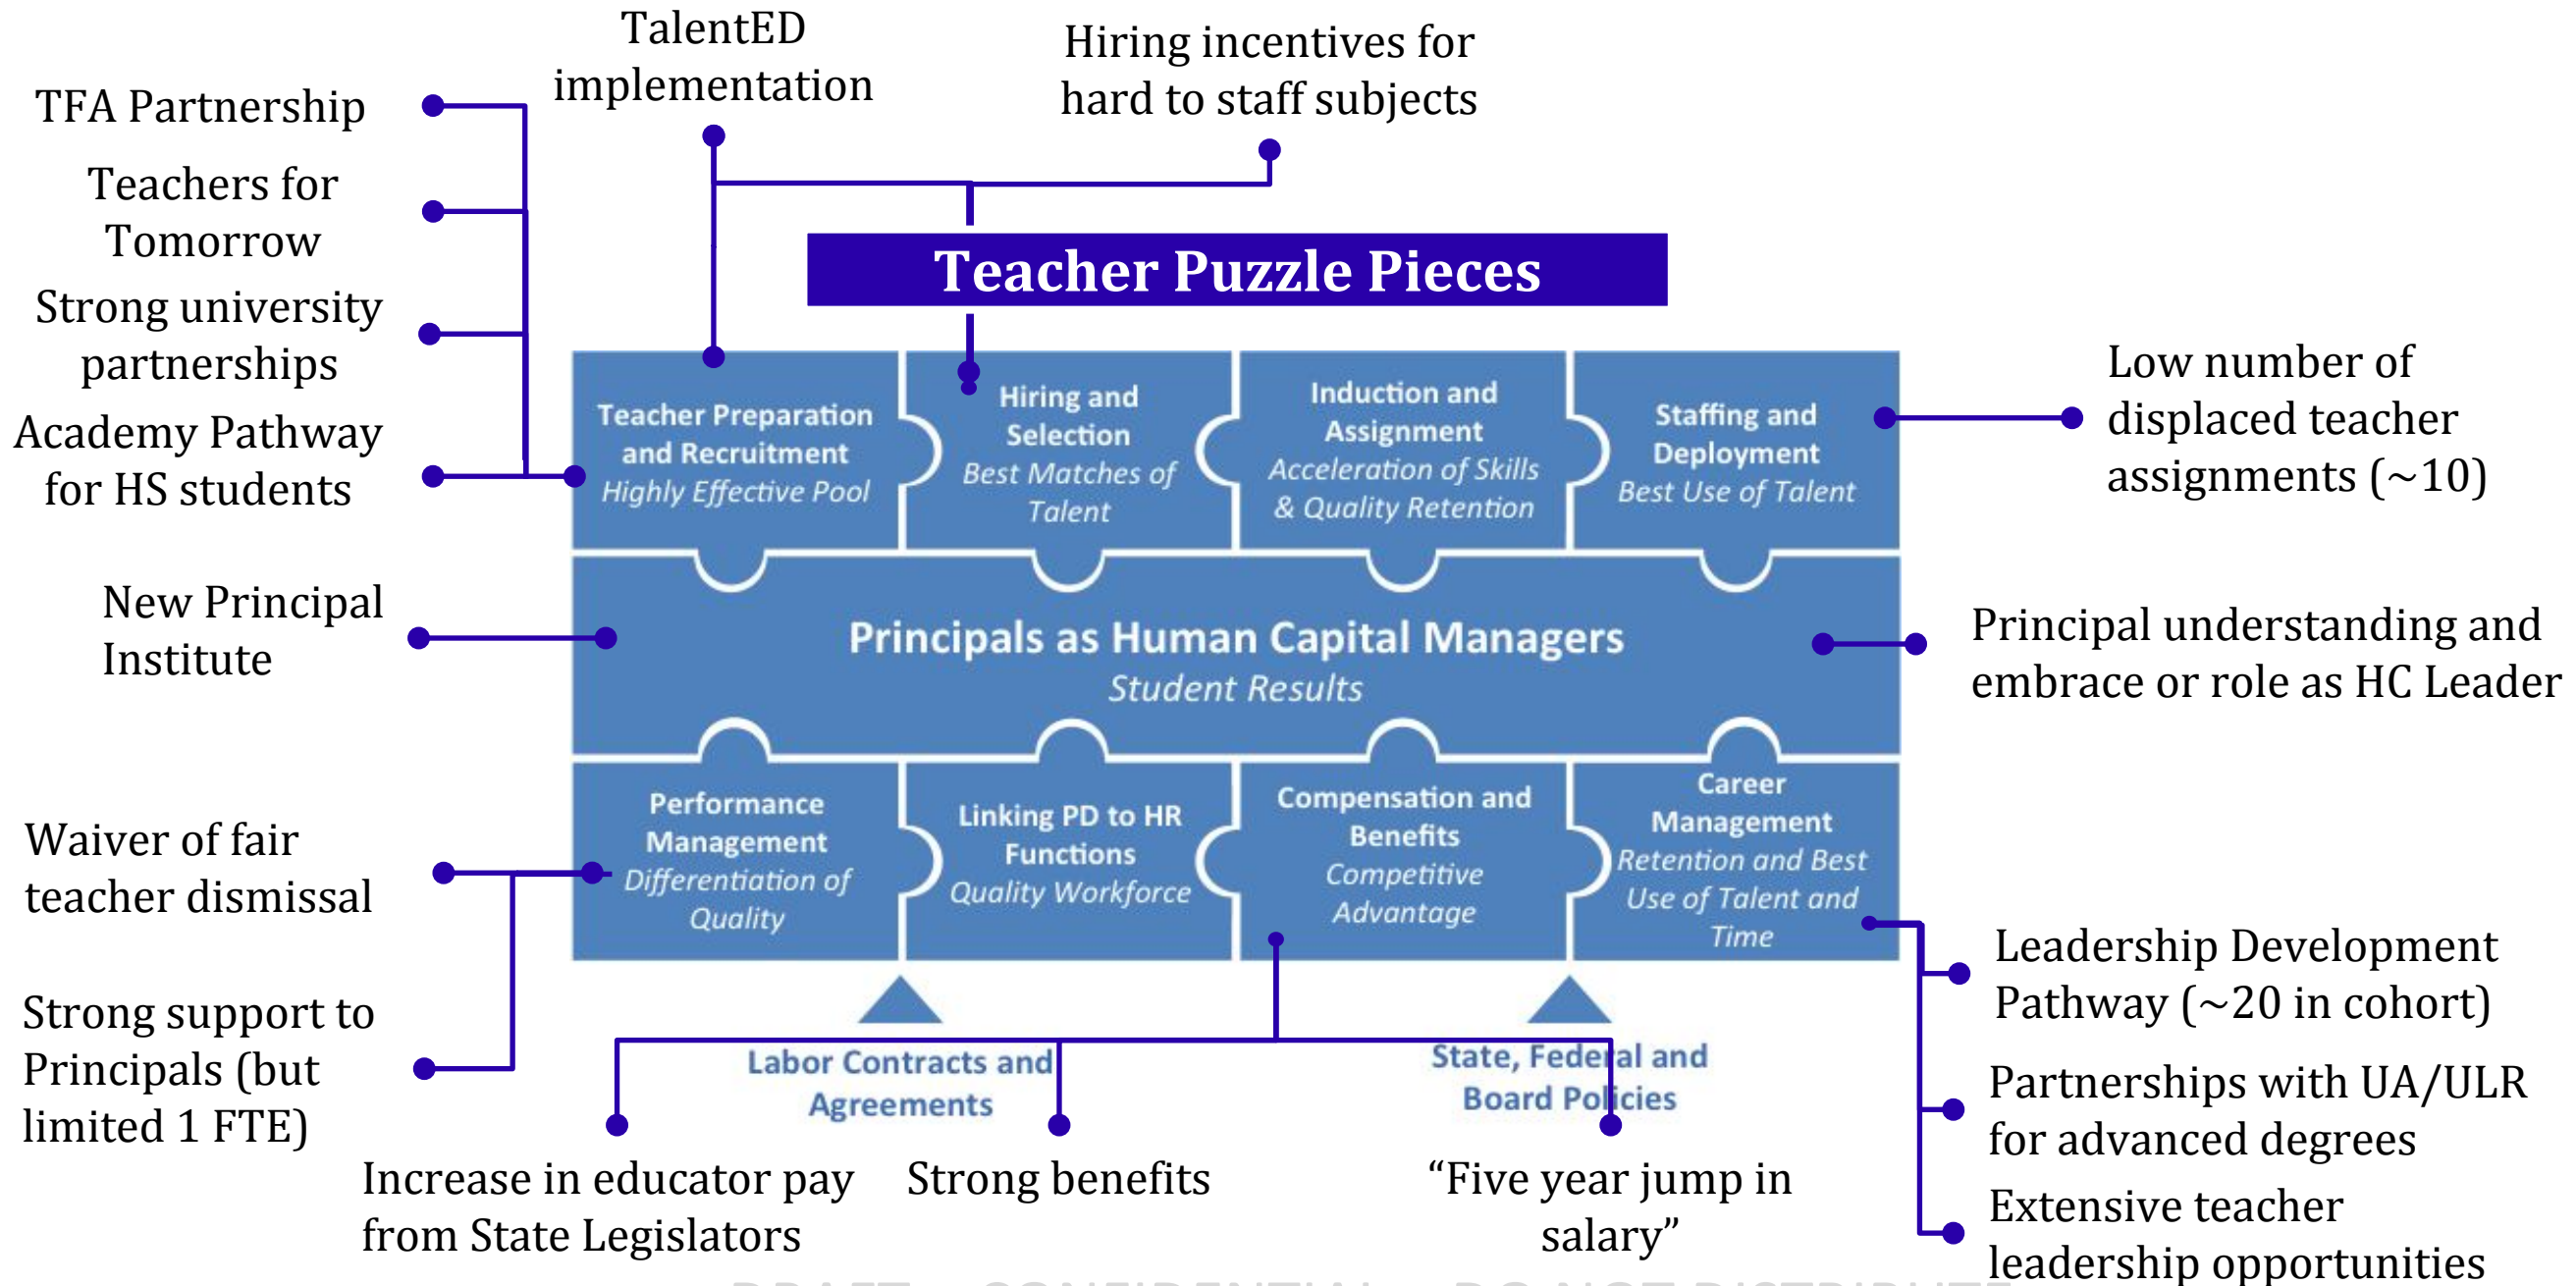 TalentED
implementation
Hiring incentives for
hard to staff subjects
TFA Partnership
Teachers for
Tomorrow
Strong university
partnerships
Academy Pathway
for HS students
Teacher Puzzle Pieces
Teacher Preparation
and Recruitment
Highly Effective Pool
Hiring and
Selection
Best Matches of
Talent
Induction and
Assignment
Acceleration of Skills
& Quality Retention
Staffing and
Deployment
Best Use of Talent
Low number of
displaced teacher
assignments (~10)
New Principal
Institute
Principals as Human Capital Managers
Student Results
Principal understanding and
embrace or role as HC Leader
Waiver of fair
teacher dismissal
Strong support to
Principals (but
limited 1 FTE)
Performance
Management
Differentiation of
Quality
Linking PD to HR
Functions
Quality Workforce
Compensation and
Benefits
Competitive
Advantage
Career
Management
Retention and Best
Use of Talent and
Time
Leadership Development
Pathway (~20 in cohort)
Partnerships with UA/ULR
for advanced degrees
Extensive teacher
leadership opportunities
Labor Contracts and
Agreements
State, Federal and
Board Policies
Increase in educator pay
from State Legislators
Strong benefits
“Five year jump in
salary”
DRAFT – CONFIDENTIAL – DO NOT DISTRIBUTE